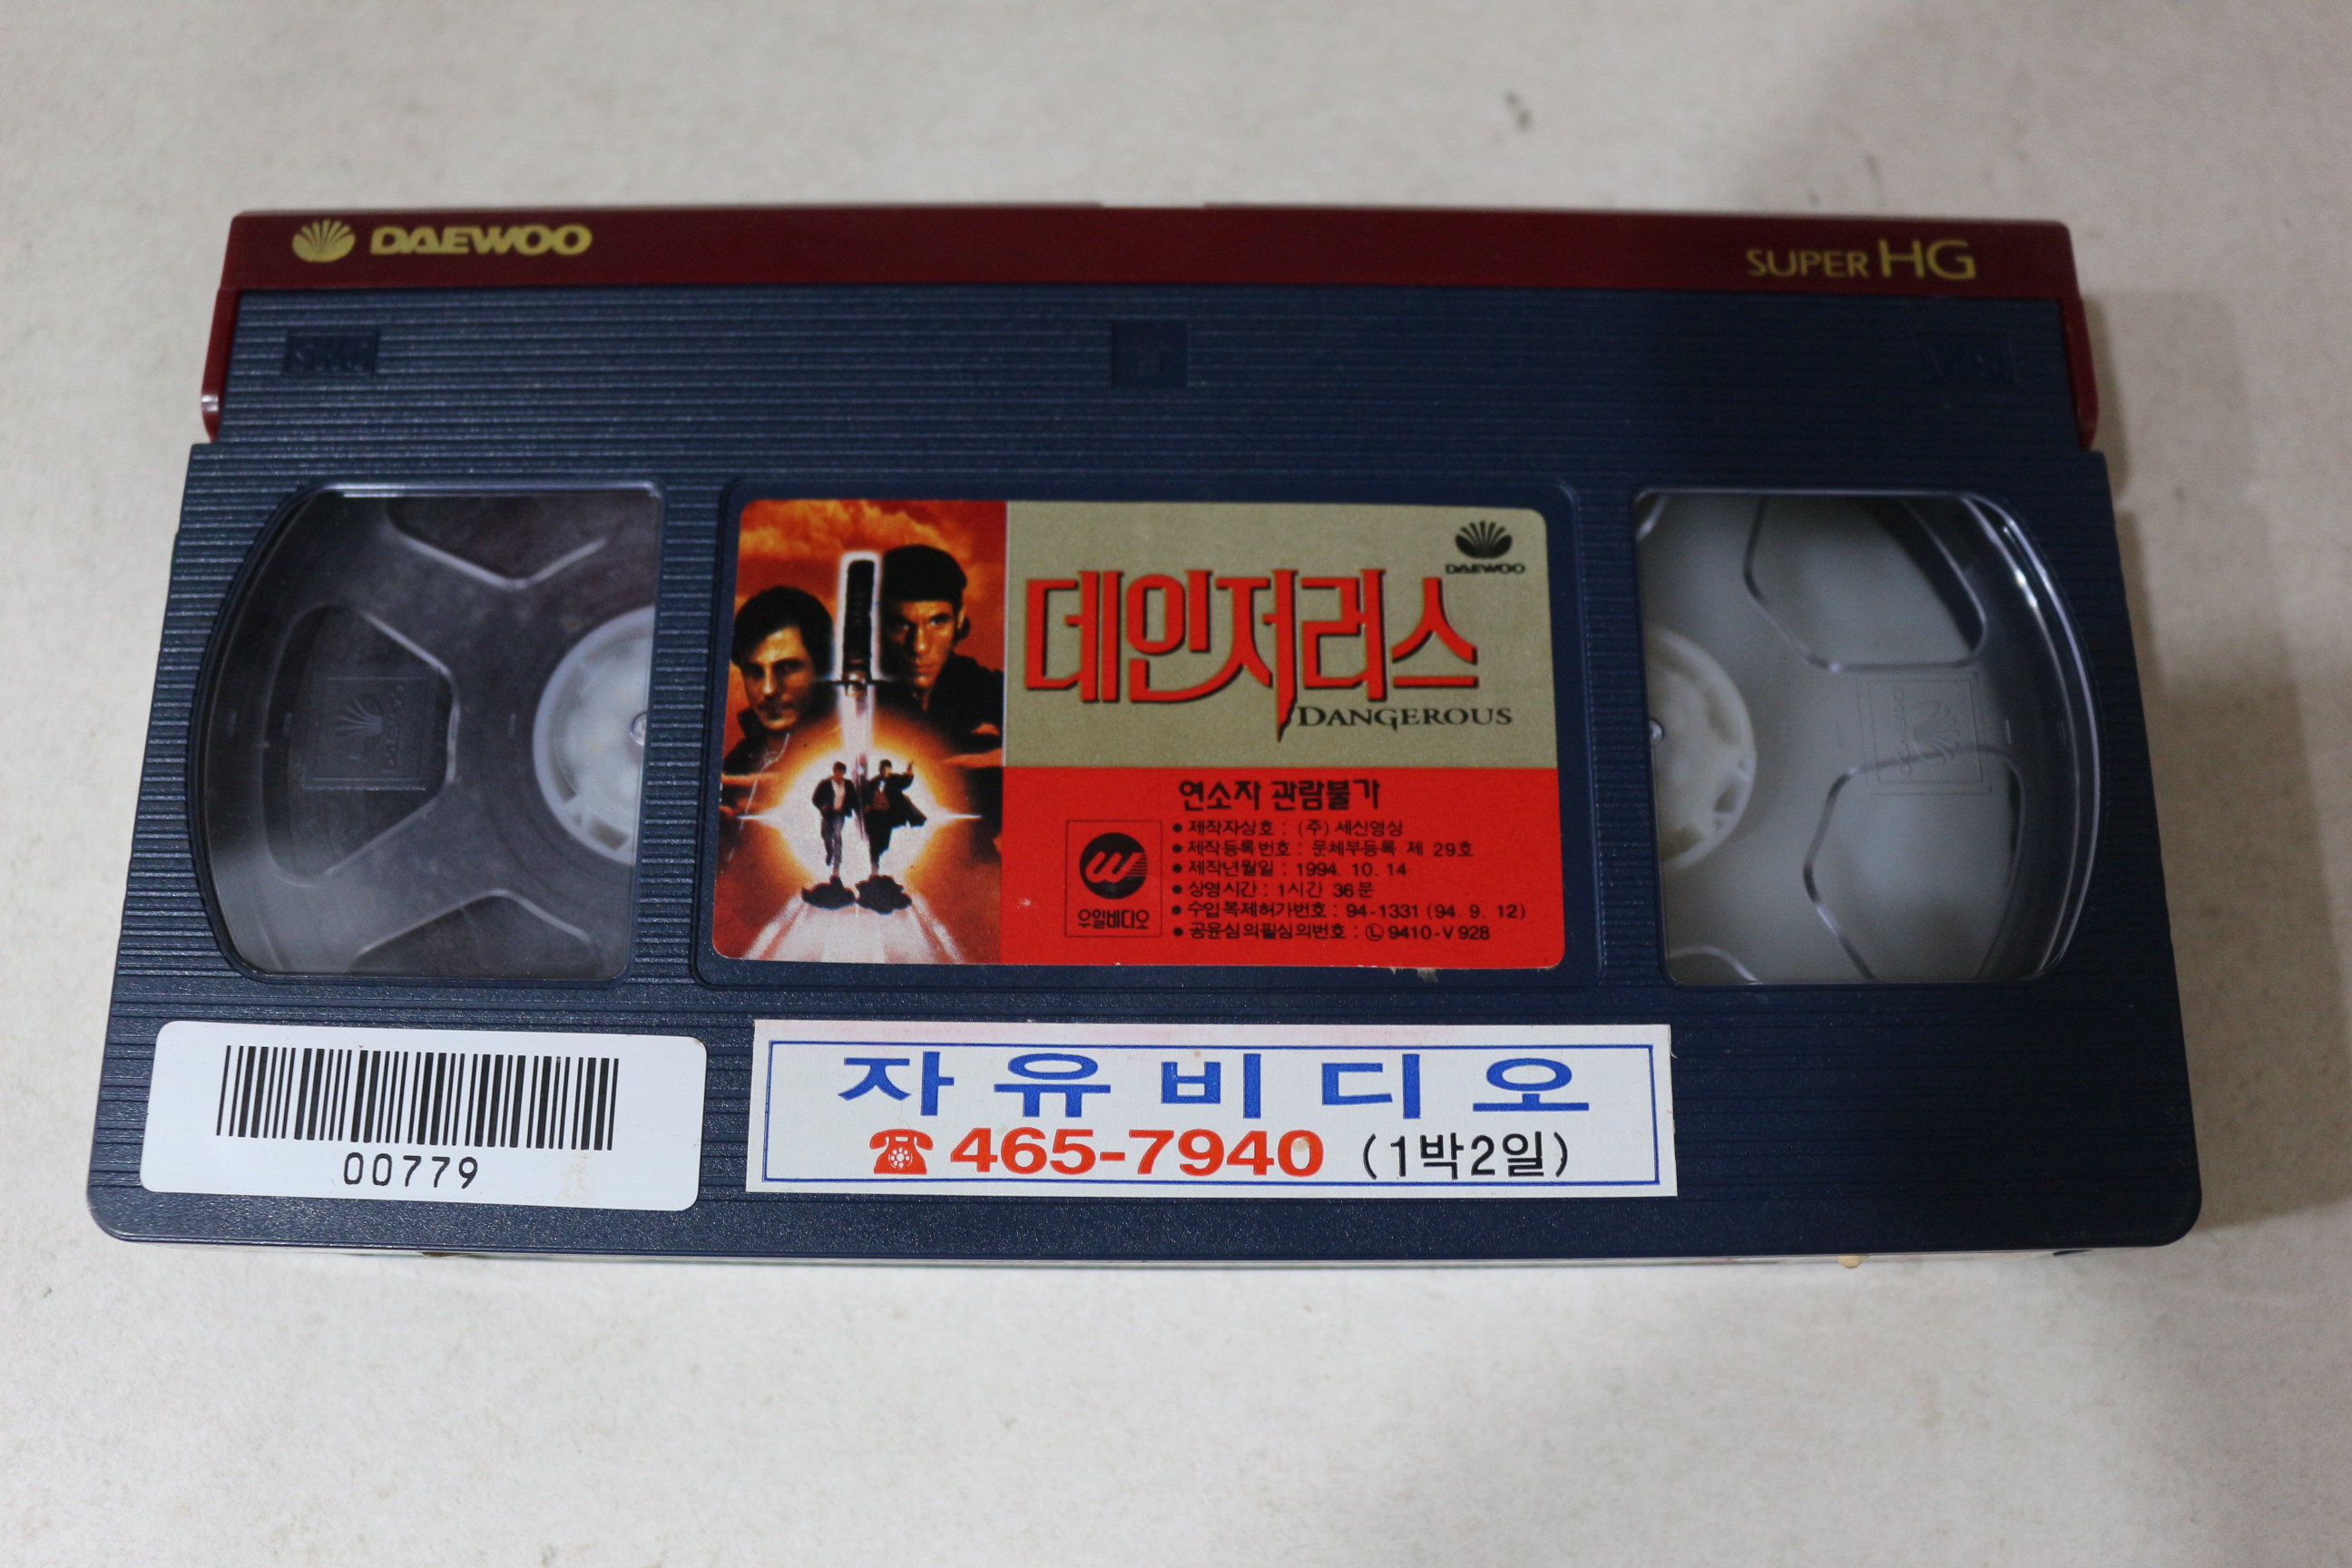 DAEWOO
SUPER HG
VHS
DAEWOO
데인저러스
DANGEROUS
연소자 관람불가
• 제작자상호 : (주) 세신영상
• 제작등록번호 : 문체부등록 제 29호
• 제작년월일 : 1994. 10. 14
• 상영시간 : 1시간 36분
• 수입복제허가번호 : 94-1331 (94. 9. 12)
• 공윤심의필심의번호 : Ⓛ 9410-V928
우일비디오
00779
자유비디오
☎ 465-7940 (1박2일)